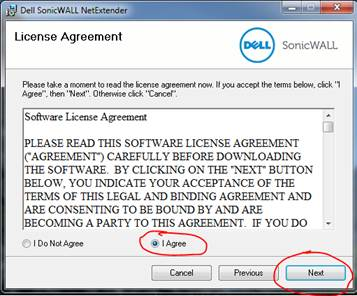 Dell SonicWALL NetExtender
License Agreement
DELL SonicWALL
Please take a moment to read the license agreement now. If you accept the terms below, click "I
Agree", then "Next". Otherwise click "Cancel".
Software License Agreement
PLEASE READ THIS SOFTWARE LICENSE AGREEMENT
("AGREEMENT") CAREFULLY BEFORE DOWNLOADING
THE SOFTWARE.  BY CLICKING ON THE "NEXT" BUTTON
BELOW, YOU INDICATE YOUR ACCEPTANCE OF THE
TERMS OF THIS LEGAL AND BINDING AGREEMENT AND
ARE CONSENTING TO BE BOUND BY AND ARE
BECOMING A PARTY TO THIS AGREEMENT.  IF YOU DO
I Do Not Agree I Agree
Cancel Previous Next